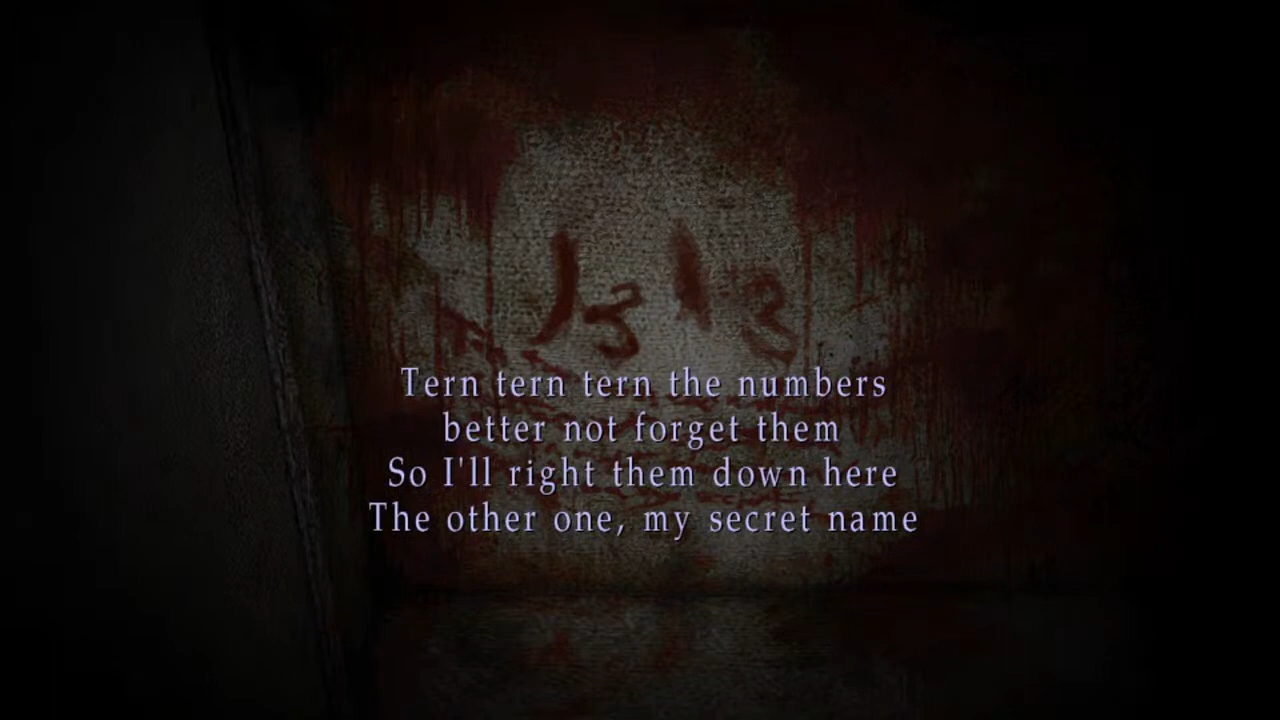 Tern tern tern the numbers
better not forget them
So I'll right them down here
The other one, my secret name